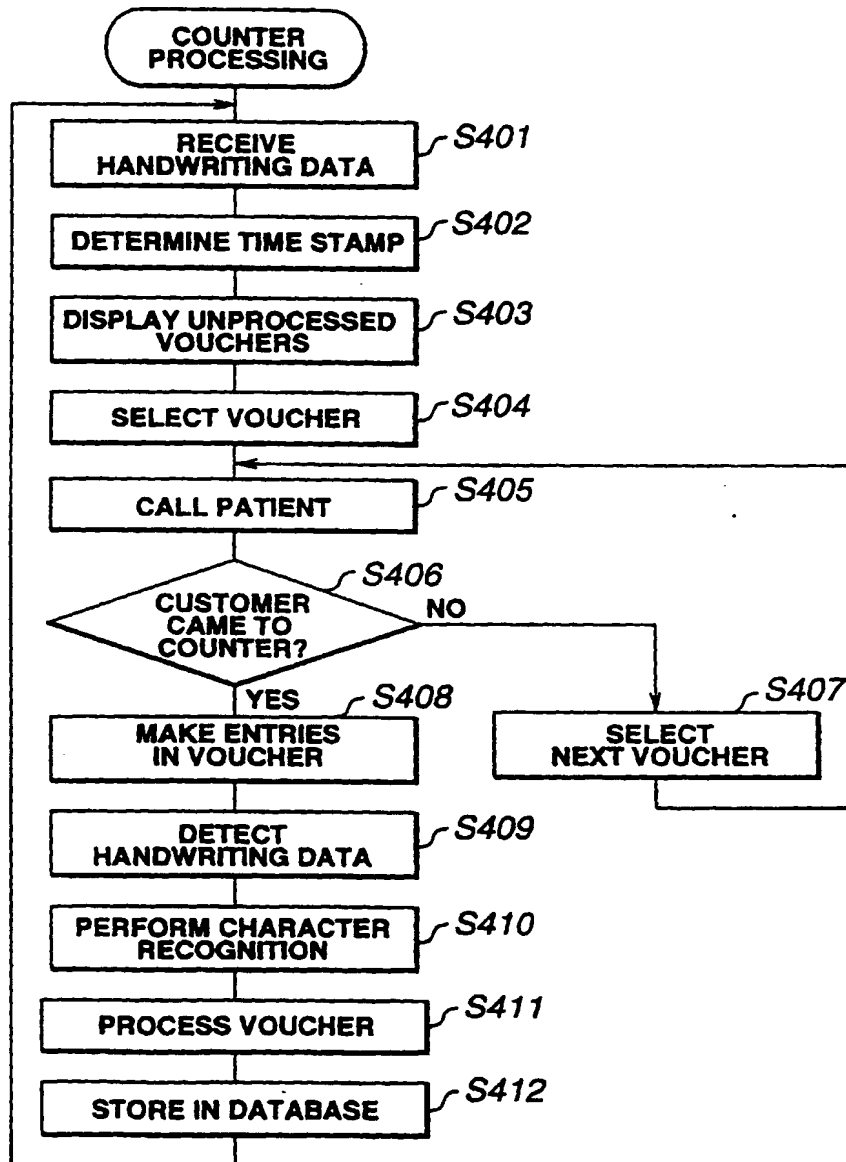 COUNTER
PROCESSING
RECEIVE
HANDWRITING DATA
S401
DETERMINE TIME STAMP
S402
DISPLAY UNPROCESSED
VOUCHERS
S403
SELECT VOUCHER
S404
CALL PATIENT
S405
CUSTOMER
CAME TO
COUNTER?
S406
NO
YES
SELECT
NEXT VOUCHER
S407
MAKE ENTRIES
IN VOUCHER
S408
DETECT
HANDWRITING DATA
S409
PERFORM CHARACTER
RECOGNITION
S410
PROCESS VOUCHER
S411
STORE IN DATABASE
S412